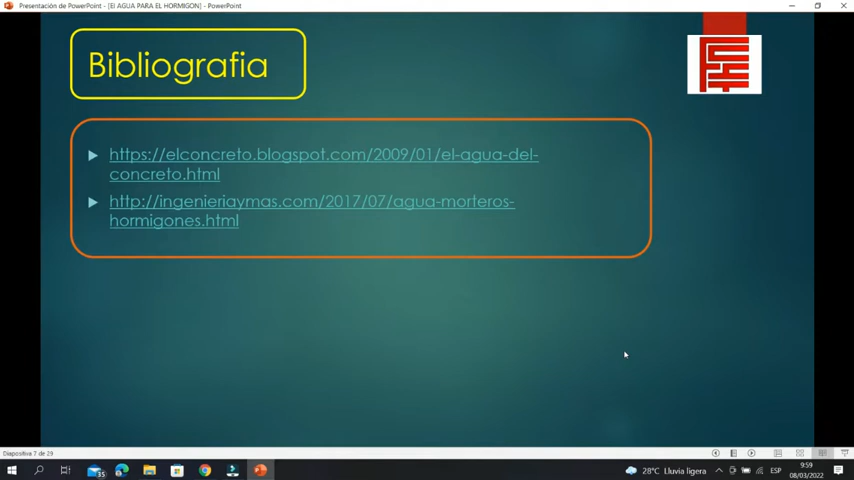 Presentación de PowerPoint - [El AGUA PARA EL HORMIGON] - PowerPoint
Bibliografia
https://elconcreto.blogspot.com/2009/01/el-agua-del-
concreto.html
http://ingenieriaymas.com/2017/07/agua-morteros-
hormigones.html
Diapositiva 7 de 29
35
28°C Lluvia ligera
ESP
9:59
08/03/2022